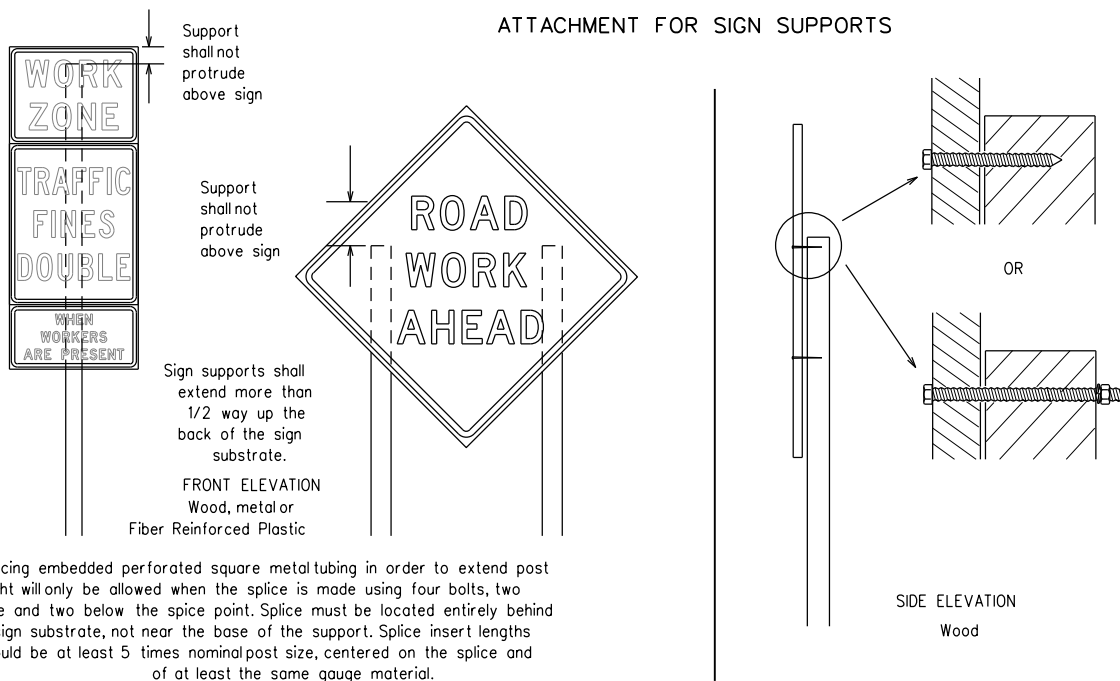 ATTACHMENT FOR SIGN SUPPORTS
Support
shall not
protrude
above sign
WORK
ZONE
TRAFFIC
FINES
DOUBLE
WHEN
WORKERS
ARE PRESENT
Support
shall not
protrude
above sign
ROAD
WORK
AHEAD
Sign supports shall
extend more than
1/2 way up the
back of the sign
substrate.
FRONT ELEVATION
Wood, metal or
Fiber Reinforced Plastic
embedded perforated square metal tubing in order to extend post
will only be allowed when the splice is made using four bolts, two
and two below the spice point. Splice must be located entirely behind
substrate, not near the base of the support. Splice insert lengths
be at least 5 times nominal post size, centered on the splice and
of at least the same gauge material.
OR
SIDE ELEVATION
Wood